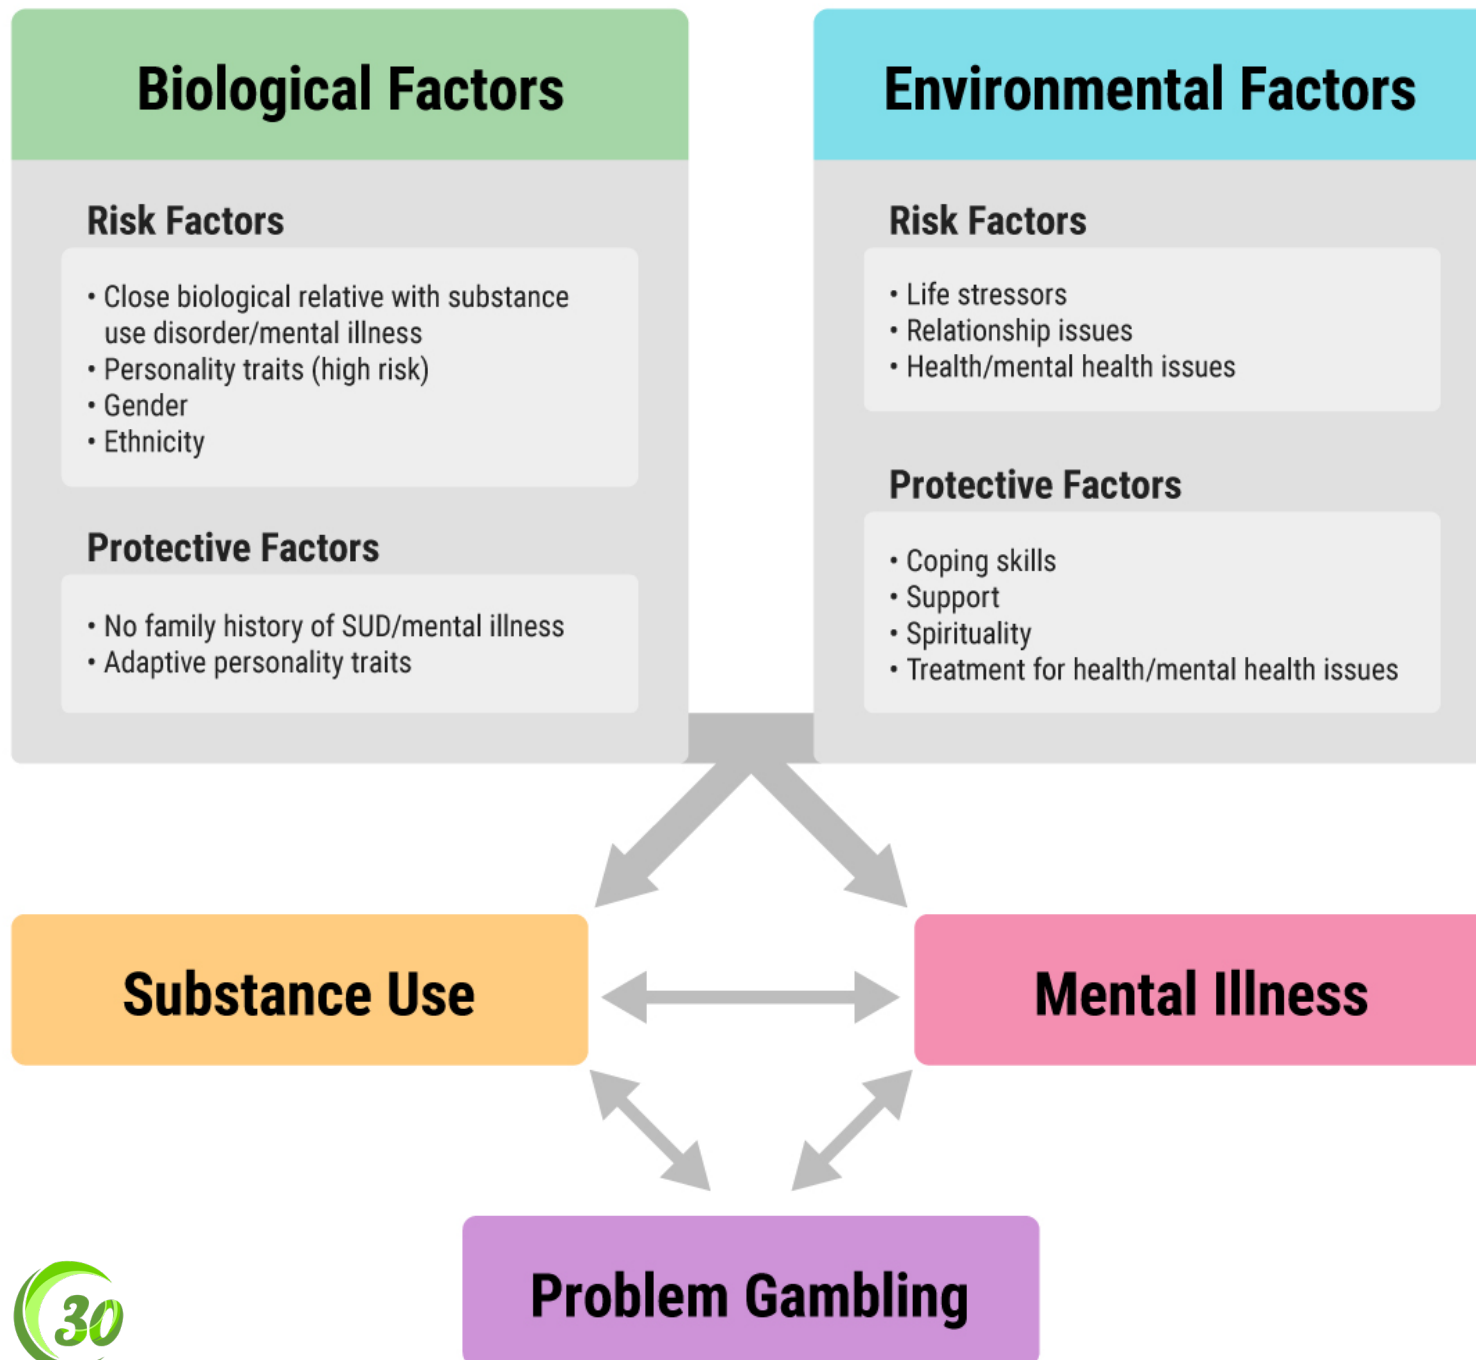 Biological Factors
Risk Factors
• Close biological relative with substance
use disorder/mental illness
• Personality traits (high risk)
• Gender
• Ethnicity
Protective Factors
• No family history of SUD/mental illness
• Adaptive personality traits
Environmental Factors
Risk Factors
• Life stressors
• Relationship issues
• Health/mental health issues
Protective Factors
• Coping skills
• Support
• Spirituality
• Treatment for health/mental health issues
Substance Use
Mental Illness
Problem Gambling
30